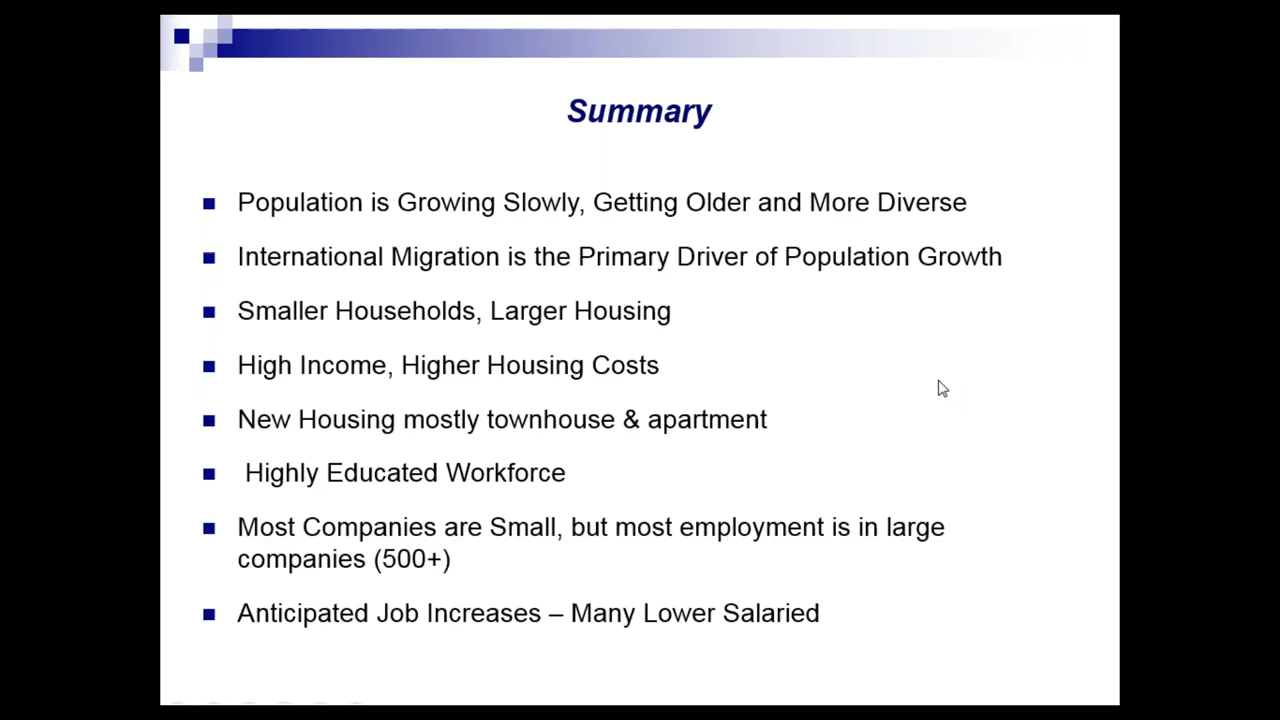 Summary
Population is Growing Slowly, Getting Older and More Diverse
International Migration is the Primary Driver of Population Growth
Smaller Households, Larger Housing
High Income, Higher Housing Costs
New Housing mostly townhouse & apartment
Highly Educated Workforce
Most Companies are Small, but most employment is in large
companies (500+)
Anticipated Job Increases – Many Lower Salaried